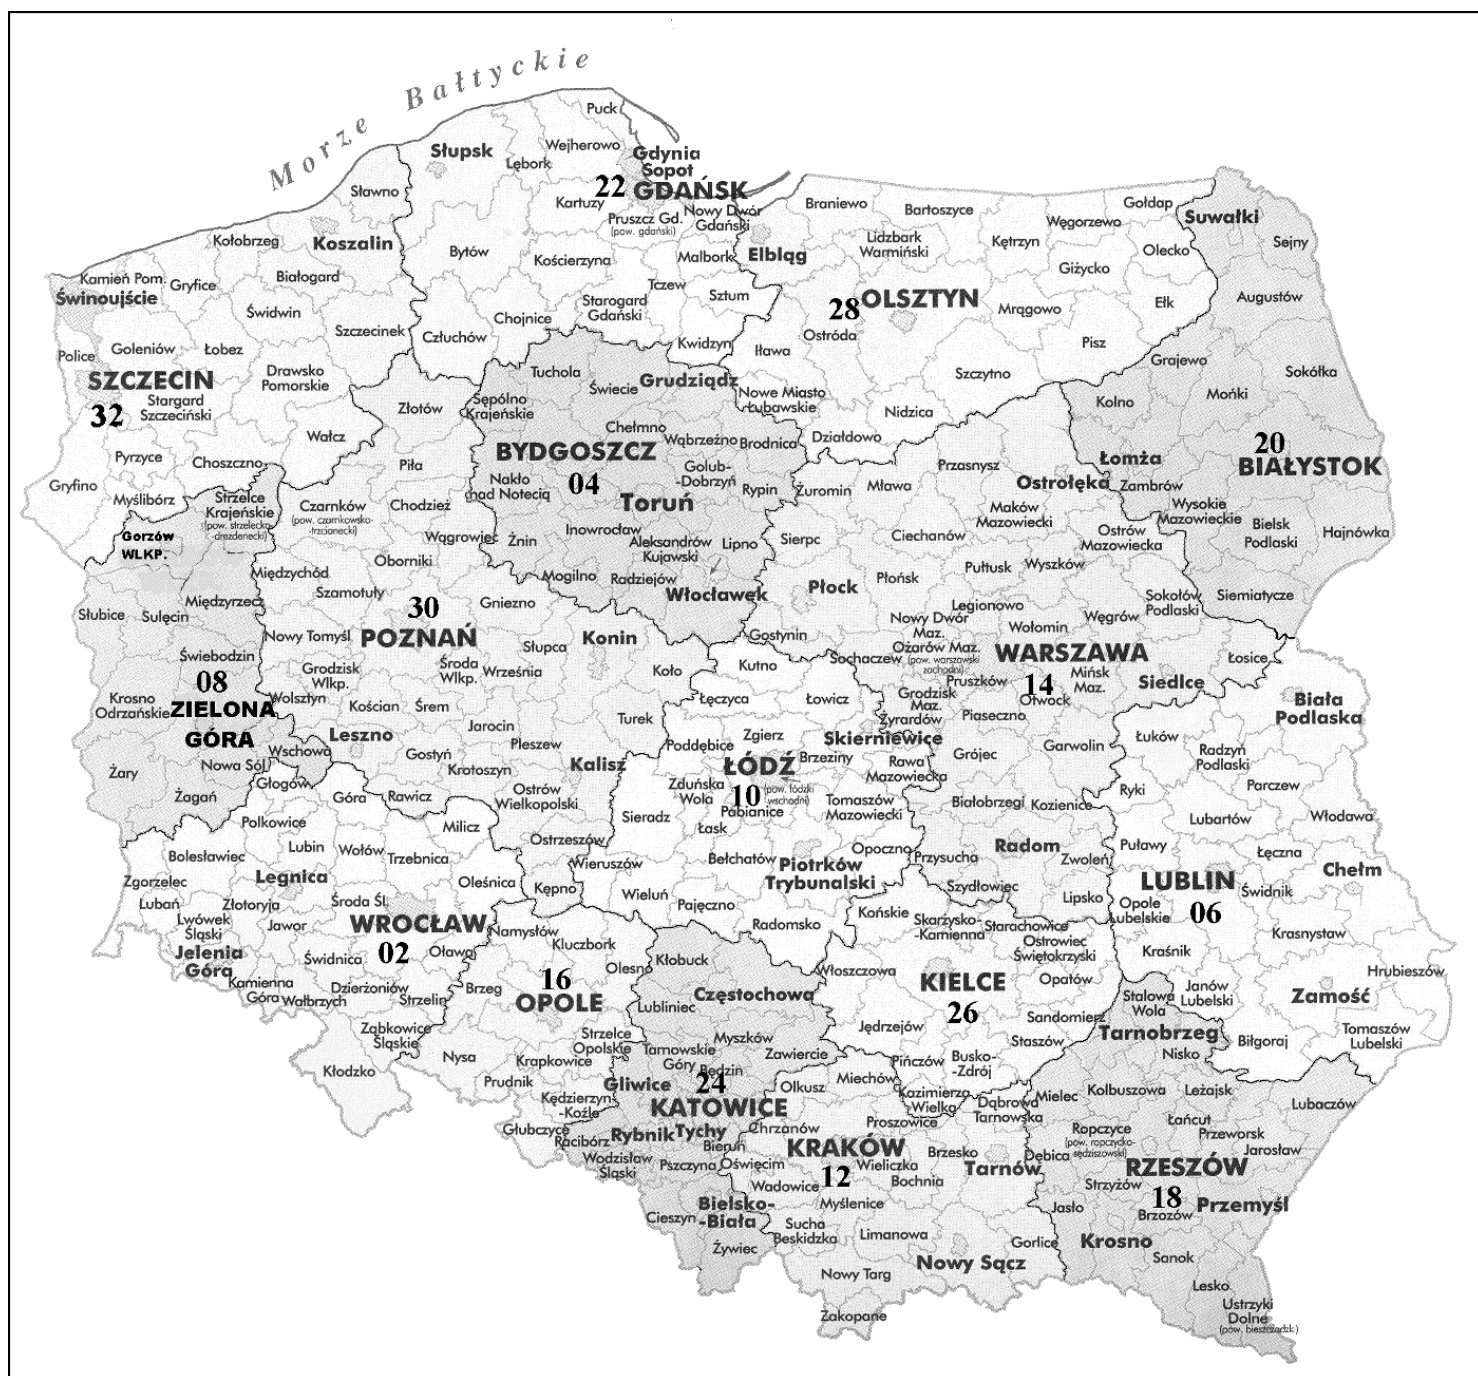 Morze Bałtyckie
Puck
Słupsk
Wejherowo
Lębork
Gdynia
Sopot
22 GDAŃSK
Sławno
Kartuzy
Pruszcz Gd.
(pow. gdański)
Nowy Dwór
Gdański
Braniewo
Bartoszyce
Gołdap
Węgorzewo
Suwałki
Sejny
Kołobrzeg
Koszalin
Bytów
Kościerzyna
Malbork
Elbląg
Lidzbark
Warmiński
Kętrzyn
Olecko
Giżycko
Kamień Pom.
Gryfice
Białogard
Świnoujście
Świdwin
Tczew
Sztum
Starogard
Gdański
28 OLSZTYN
Mrągowo
Ełk
Augustów
Szczecinek
Człuchów
Chojnice
Kwidzyn
Iława
Ostróda
Pisz
Police
Goleniów
Łobez
Drawsko
Pomorskie
SZCZECIN
32
Stargard
Szczeciński
Złotów
Tuchola
Świecie
Grudziądz
Sępólno
Krajeńskie
Nowe Miasto
Lubawskie
Szczytno
Nidzica
Grajewo
Kolno
Mońki
Sokółka
Wałcz
Chełmno
Wąbrzeźno
Brodnica
Działdowo
BYDGOSZCZ
04
Pyrzyce
Choszczno
Piła
Nakło
nad Notecią
Golub-
-Dobrzyń
Rypin
Żuromin
Mława
Przasnysz
Ostrołęka
Łomża
20
BIAŁYSTOK
Zambrów
Gryfino
Myślibórz
Strzelce
Krajeńskie
(pow. strzelecko-
-drezdenecki)
Czarnków
(pow. czarnkowsko-
-trzcianecki)
Chodzież
Toruń
Maków
Mazowiecki
Wysokie
Mazowieckie
Bielsk
Podlaski
Hajnówka
Gorzów
WLKP.
Wągrowiec
Żnin
Inowrocław
Aleksandrów
Kujawski
Lipno
Sierpc
Ciechanów
Ostrów
Mazowiecka
Międzychód
Oborniki
Szamotuły
Mogilno
Radziejów
Włocławek
Płock
Płońsk
Pułtusk
Wyszków
Słubice
Sulęcin
Międzyrzecz
30
POZNAŃ
Gniezno
Nowy Tomyśl
Słupca
Konin
Gostynin
Nowy Dwór
Maz.
Legionowo
Wołomin
Węgrów
Sokołów
Podlaski
Siemiatycze
Świebodzin
08
ZIELONA
GÓRA
Grodzisk
Wlkp.
Środa
Wlkp.
Września
Koło
Kutno
Sochaczew
Ożarów Maz.
(pow. warszawski
zachodni)
WARSZAWA
14
Pruszków
Mińsk
Maz.
Siedlce
Łosice
Krosno
Odrzańskie
Wolsztyn
Kościan
Śrem
Łęczyca
Łowicz
Grodzisk
Maz.
Otwock
Biała
Podlaska
Leszno
Jarocin
Turek
Żyrardów
Piaseczno
Wschowa
Gostyń
Pleszew
Poddębice
Zgierz
Skierniewice
Grójec
Garwolin
Łuków
Radzyń
Podlaski
Nowa Sól
Żary
Krotoszyn
Kalisz
ŁÓDŹ
10
(pow. łódzki
wschodni)
Brzeziny
Rawa
Mazowiecka
Żagań
Głogów
Góra
Rawicz
Ostrów
Wielkopolski
Zduńska
Wola
Pabianice
Tomaszów
Mazowiecki
Białobrzegi
Kozienice
Ryki
Parczew
Polkowice
Milicz
Sieradz
Łask
Lubartów
Włodawa
Bolesławiec
Lubin
Wołów
Trzebnica
Ostrzeszów
Wieruszów
Bełchatów
Piotrków
Trybunalski
Opoczno
Przysucha
Radom
Zwoleń
Puławy
Łęczna
Chełm
Zgorzelec
Legnica
Oleśnica
Kępno
Wieluń
Pajęczno
Szydłowiec
Lipsko
LUBLIN
06
Świdnik
Opole
Lubelskie
Lubań
Złotoryja
Środa Śl.
WROCŁAW
02
Lwówek
Śląski
Jawor
Namysłów
Kluczbork
Radomsko
Końskie
Skarżysko-
-Kamienna
Starachowice
Ostrowiec
Świętokrzyski
Kraśnik
Krasnystaw
Jelenia
Góra
Świdnica
Oława
Olesno
Kłobuck
Włoszczowa
KIELCE
26
Opatów
Janów
Lubelski
Zamość
Hrubieszów
Kamienna
Góra
Wałbrzych
Dzierżoniów
Strzelin
Brzeg
16
OPOLE
Lubliniec
Częstochowa
Stalowa
Wola
Ząbkowice
Śląskie
Strzelce
Opolskie
Myszków
Jędrzejów
Sandomierz
Tarnobrzeg
Biłgoraj
Tomaszów
Lubelski
Kłodzko
Nysa
Krapkowice
Tarnowskie
Góry
Zawiercie
Pińczów
Busko-
-Zdrój
Staszów
Nisko
Prudnik
Kędzierzyn
-Koźle
Gliwice
Będzin
24
KATOWICE
Olkusz
Miechów
Kazimierza
Wielka
Dąbrowa
Tarnowska
Mielec
Kolbuszowa
Leżajsk
Lubaczów
Głubczyce
Racibórz
Rybnik
Tychy
Chrzanów
Proszowice
Ropczyce
(pow. ropczycko-
sędziszowski)
Łańcut
Przeworsk
Wodzisław
Śląski
Bieruń
Pszczyna
Oświęcim
KRAKÓW
12
Wieliczka
Brzesko
Tarnów
Dębica
RZESZÓW
18
Jarosław
Wadowice
Bochnia
Strzyżów
Cieszyn
Bielsko-
-Biała
Myślenice
Jasło
Brzozów
Przemyśl
Żywiec
Sucha
Beskidzka
Limanowa
Gorlice
Krosno
Sanok
Nowy Targ
Nowy Sącz
Lesko
Zakopane
Ustrzyki
Dolne
(pow. bieszczadzki)